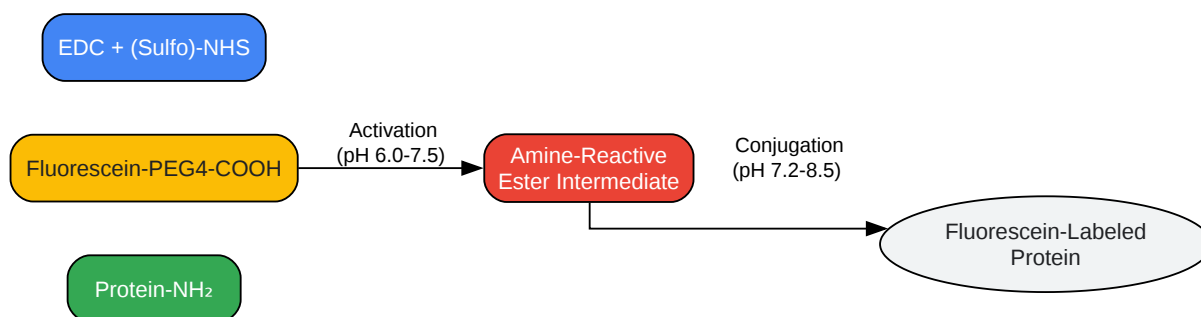 EDC + (Sulfo)-NHS
Fluorescein-PEG4-COOH
Activation
(pH 6.0-7.5)
Amine-Reactive
Ester Intermediate
Conjugation
(pH 7.2-8.5)
Fluorescein-Labeled
Protein
Protein-NH₂